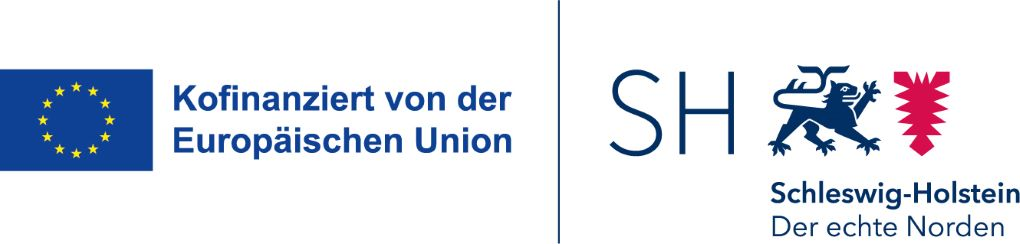 Kofinanziert von der
Europäischen Union
SH
Schleswig-Holstein
Der echte Norden